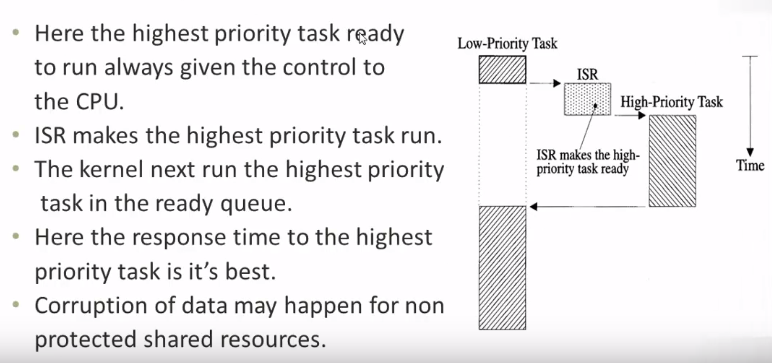 • Here the highest priority task ready
to run always given the control to
the CPU.
• ISR makes the highest priority task run.
• The kernel next run the highest priority
task in the ready queue.
• Here the response time to the highest
priority task is it's best.
• Corruption of data may happen for non
protected shared resources.
Low-Priority Task
ISR
High-Priority Task
ISR makes the high-
priority task ready
Time